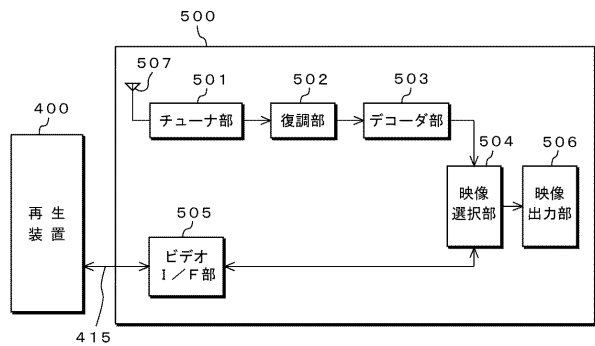 500
507
501
502
503
チューナ部
復調部
デコーダ部
400
504
506
再生
装置
映像
選択部
映像
出力部
505
ビデオ
I/F部
415